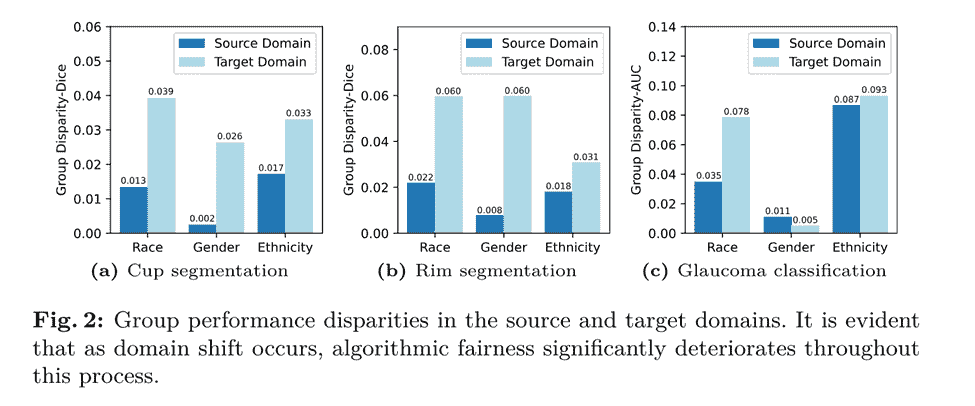 0.06
0.05
0.04
0.03
0.02
0.01
0.00
Group Disparity-Dice
Source Domain
Target Domain
0.013
0.039
0.002
0.026
0.017
0.033
Race Gender Ethnicity
(a) Cup segmentation
0.08
0.06
0.04
0.02
0.00
Group Disparity-Dice
Source Domain
Target Domain
0.022
0.060
0.008
0.060
0.018
0.031
Race Gender Ethnicity
(b) Rim segmentation
0.14
0.12
0.10
0.08
0.06
0.04
0.02
0.00
Group Disparity-AUC
Source Domain
Target Domain
0.035
0.078
0.011
0.005
0.087
0.093
Race Gender Ethnicity
(c) Glaucoma classification
Fig. 2: Group performance disparities in the source and target domains. It is evident
that as domain shift occurs, algorithmic fairness significantly deteriorates throughout
this process.